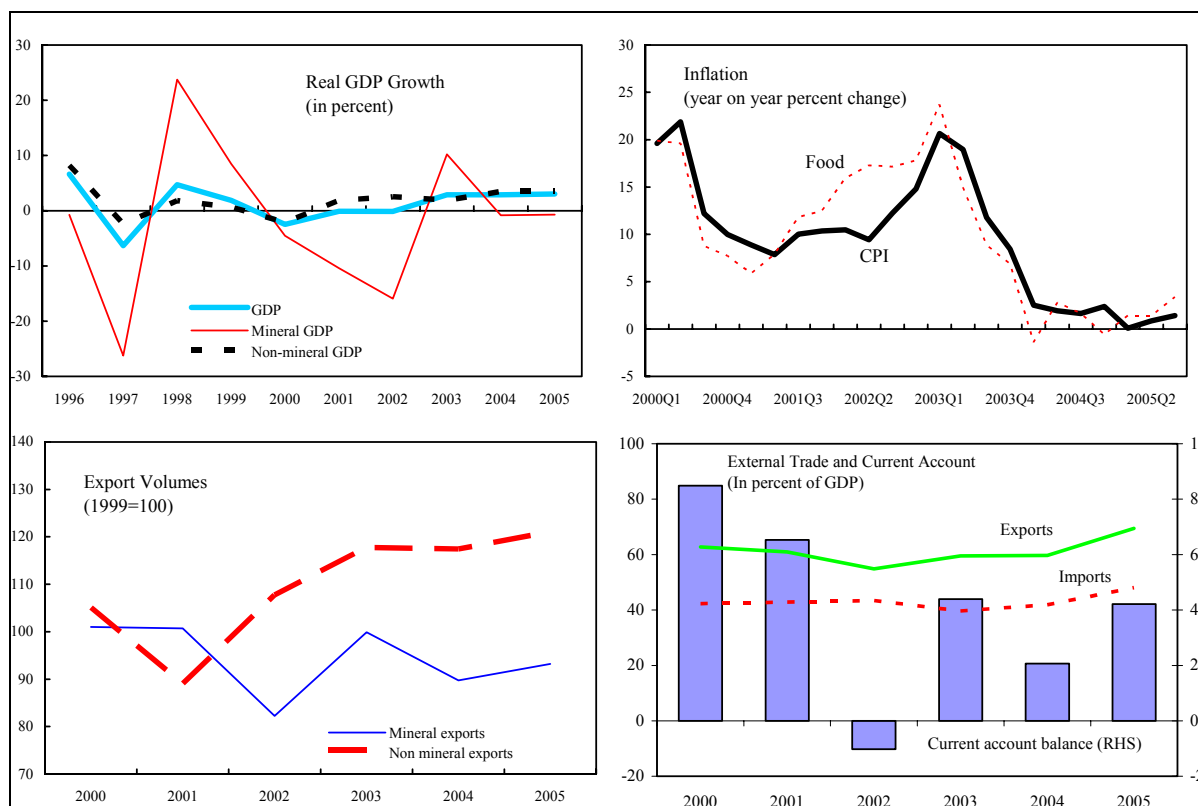 30
20
10
0
-10
-20
-30
Real GDP Growth
(in percent)
GDP
Mineral GDP
Non-mineral GDP
1996 1997 1998 1999 2000 2001 2002 2003 2004 2005
30
25
20
15
10
5
0
-5
Inflation
(year on year percent change)
Food
CPI
2000Q1 2000Q4 2001Q3 2002Q2 2003Q1 2003Q4 2004Q3 2005Q2
140
130
120
110
100
90
80
70
Export Volumes
(1999=100)
Mineral exports
Non mineral exports
2000 2001 2002 2003 2004 2005
100
80
60
40
20
0
-20
External Trade and Current Account
(In percent of GDP)
Exports
Imports
Current account balance (RHS)
8
6
4
2
0
2000 2001 2002 2003 2004 2005